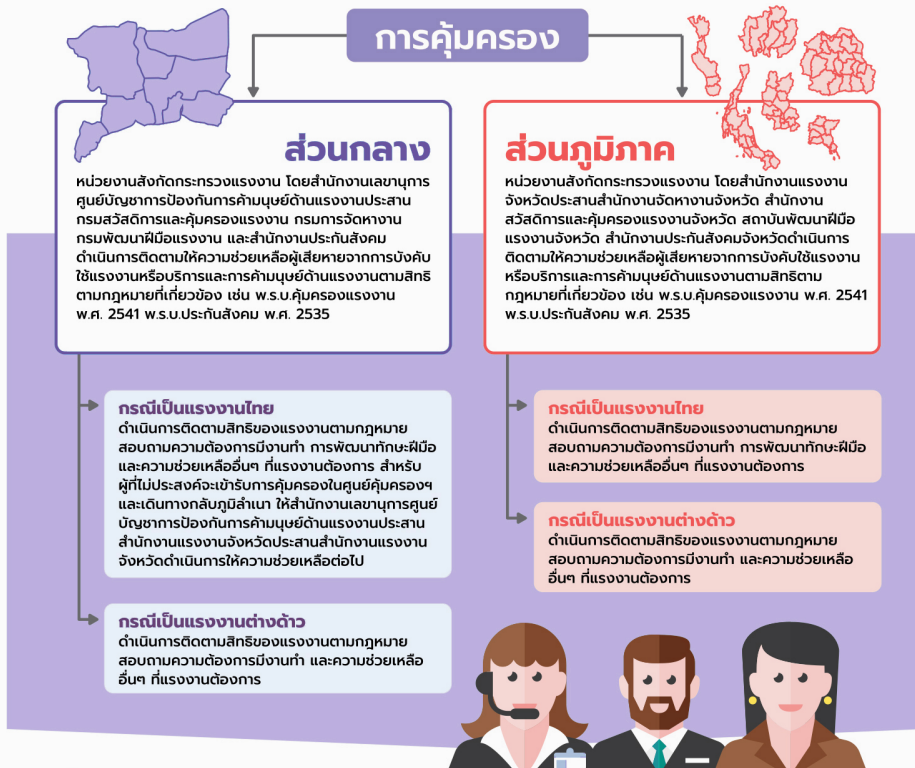 การคุ้มครอง
ส่วนกลาง
หน่วยงานสังกัดกระทรวงแรงงาน โดยสำนักงานเลขานุการ
ศูนย์บัญชาการป้องกันการค้ามนุษย์ด้านแรงงานประสาน
กรมสวัสดิการและคุ้มครองแรงงาน กรมการจัดหางาน
กรมพัฒนาฝีมือแรงงาน และสำนักงานประกันสังคม
ดำเนินการติดตามให้ความช่วยเหลือผู้เสียหายจากการบังคับ
ใช้แรงงานหรือบริการและการค้ามนุษย์ด้านแรงงานตามสิทธิ
ตามกฎหมายที่เกี่ยวข้อง เช่น พ.ร.บ.คุ้มครองแรงงาน
พ.ศ. 2541 พ.ร.บ.ประกันสังคม พ.ศ. 2535
กรณีเป็นแรงงานไทย
ดำเนินการติดตามสิทธิของแรงงานตามกฎหมาย
สอบถามความต้องการมีงานทำ การพัฒนาทักษะฝีมือ
และความช่วยเหลืออื่นๆ ที่แรงงานต้องการ สำหรับ
ผู้ที่ไม่ประสงค์จะเข้ารับการคุ้มครองในศูนย์คุ้มครองฯ
และเดินทางกลับภูมิลำเนา ให้สำนักงานเลขานุการศูนย์
บัญชาการป้องกันการค้ามนุษย์ด้านแรงงานประสาน
สำนักงานแรงงานจังหวัดประสานสำนักงานแรงงาน
จังหวัดดำเนินการให้ความช่วยเหลือต่อไป
กรณีเป็นแรงงานต่างด้าว
ดำเนินการติดตามสิทธิของแรงงานตามกฎหมาย
สอบถามความต้องการมีงานทำ และความช่วยเหลือ
อื่นๆ ที่แรงงานต้องการ
ส่วนภูมิภาค
หน่วยงานสังกัดกระทรวงแรงงาน โดยสำนักงานแรงงาน
จังหวัดประสานสำนักงานจัดหางานจังหวัด สำนักงาน
สวัสดิการและคุ้มครองแรงงานจังหวัด สถาบันพัฒนาฝีมือ
แรงงานจังหวัด สำนักงานประกันสังคมจังหวัดดำเนินการ
ติดตามให้ความช่วยเหลือผู้เสียหายจากการบังคับใช้แรงงาน
หรือบริการและการค้ามนุษย์ด้านแรงงานตามสิทธิตาม
กฎหมายที่เกี่ยวข้อง เช่น พ.ร.บ.คุ้มครองแรงงาน พ.ศ. 2541
พ.ร.บ.ประกันสังคม พ.ศ. 2535
กรณีเป็นแรงงานไทย
ดำเนินการติดตามสิทธิของแรงงานตามกฎหมาย
สอบถามความต้องการมีงานทำ การพัฒนาทักษะฝีมือ
และความช่วยเหลืออื่นๆ ที่แรงงานต้องการ
กรณีเป็นแรงงานต่างด้าว
ดำเนินการติดตามสิทธิของแรงงานตามกฎหมาย
สอบถามความต้องการมีงานทำ และความช่วยเหลือ
อื่นๆ ที่แรงงานต้องการ